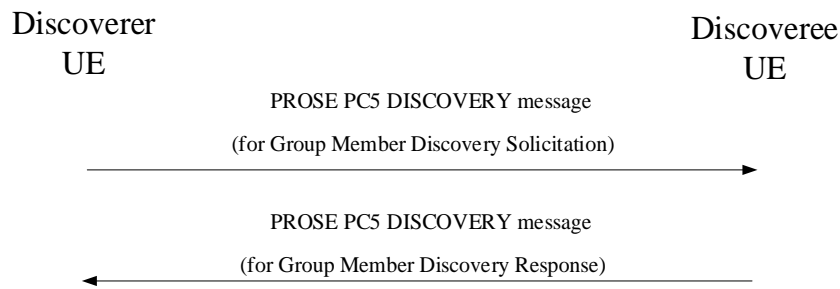 Discoverer
UE
Discoveree
UE
PROSE PC5 DISCOVERY message
(for Group Member Discovery Solicitation)
PROSE PC5 DISCOVERY message
(for Group Member Discovery Response)